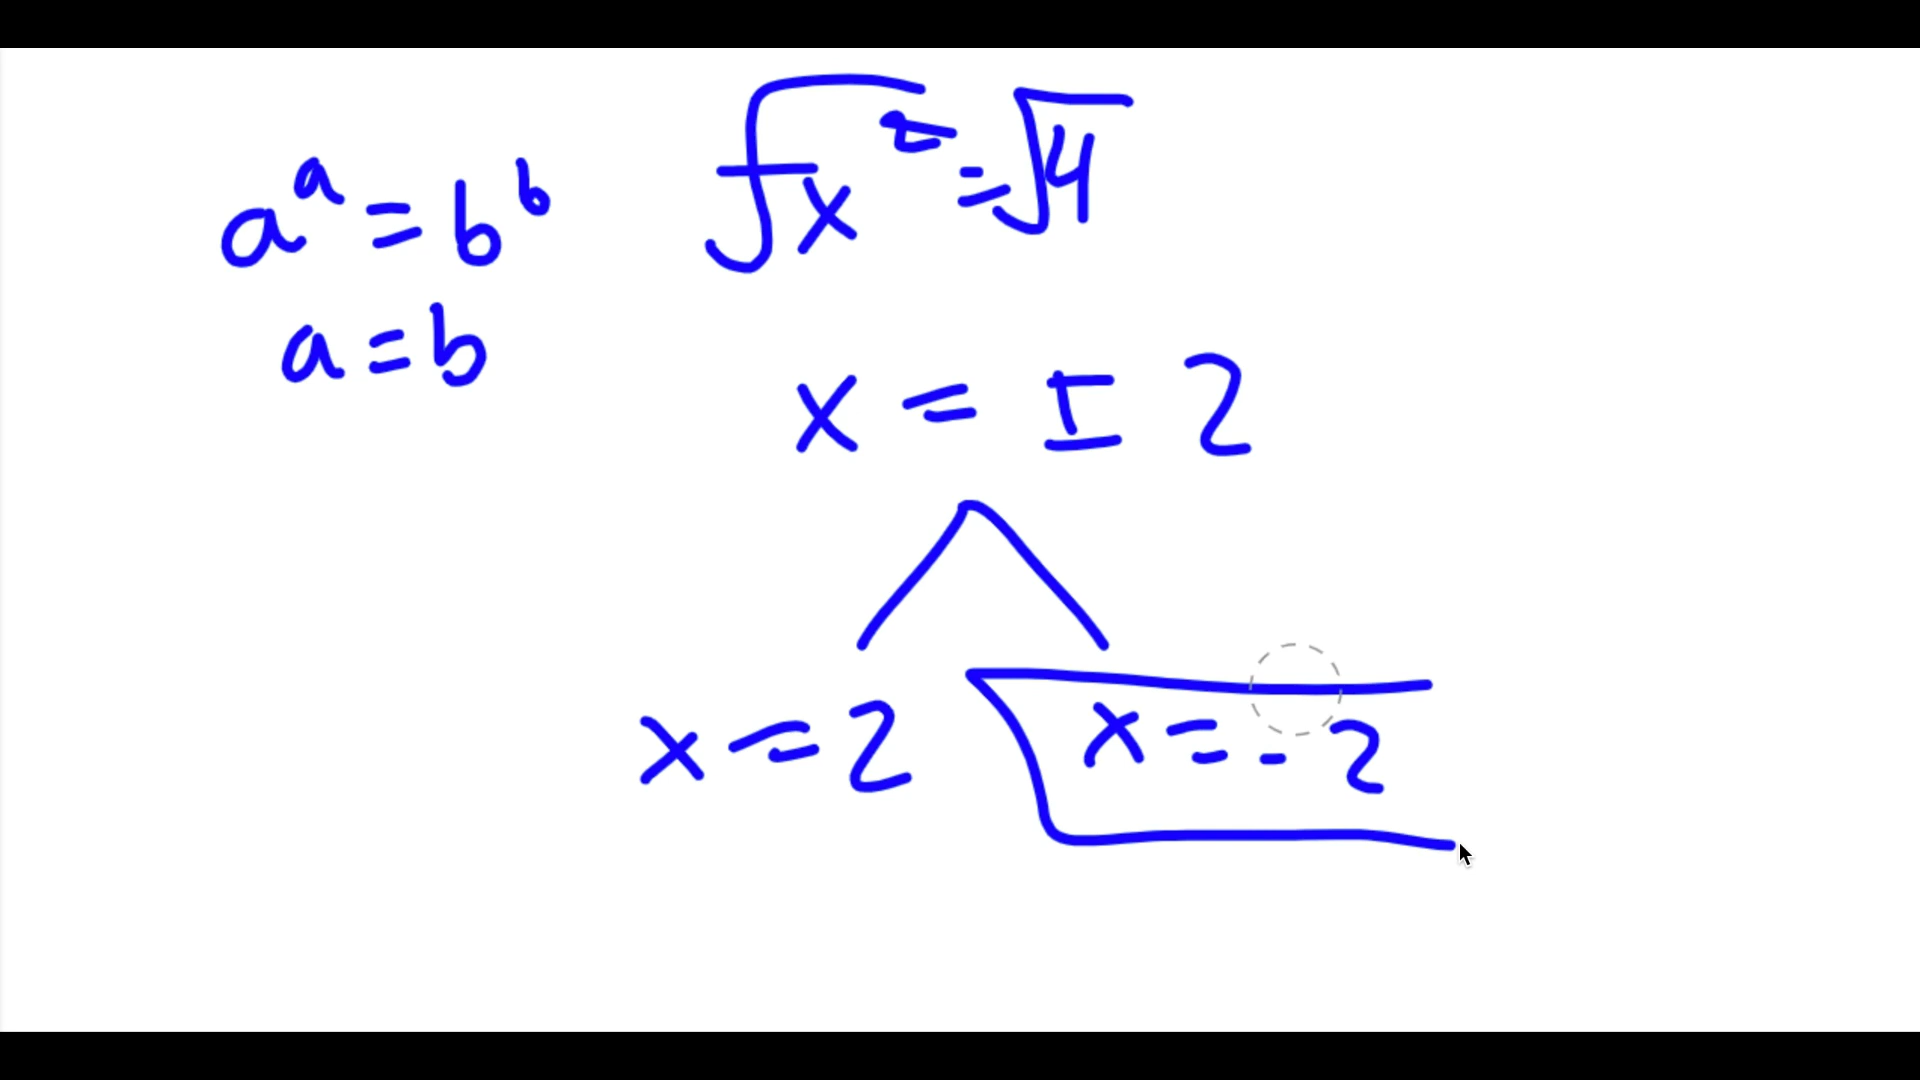 a^a = b^b
a = b
√x² = √4
x = ± 2
x = 2
x = -2